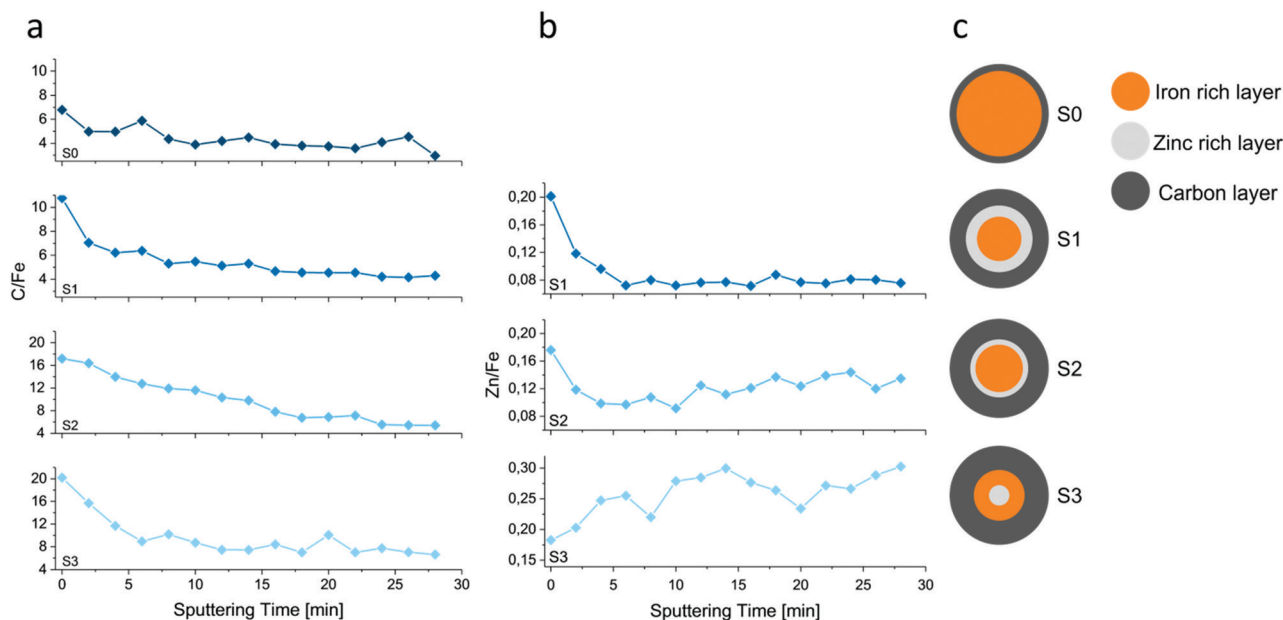 a
b
c
10
8
6
4
S0
10
8
6
4
S1
20
16
12
8
4
S2
20
16
12
8
4
S3
C/Fe
0 5 10 15 20 25 30
Sputtering Time [min]
0,20
0,16
0,12
0,08
S1
0,20
0,16
0,12
0,08
S2
0,30
0,25
0,20
0,15
S3
Zn/Fe
0 5 10 15 20 25 30
Sputtering Time [min]
S0
S1
S2
S3
Iron rich layer
Zinc rich layer
Carbon layer